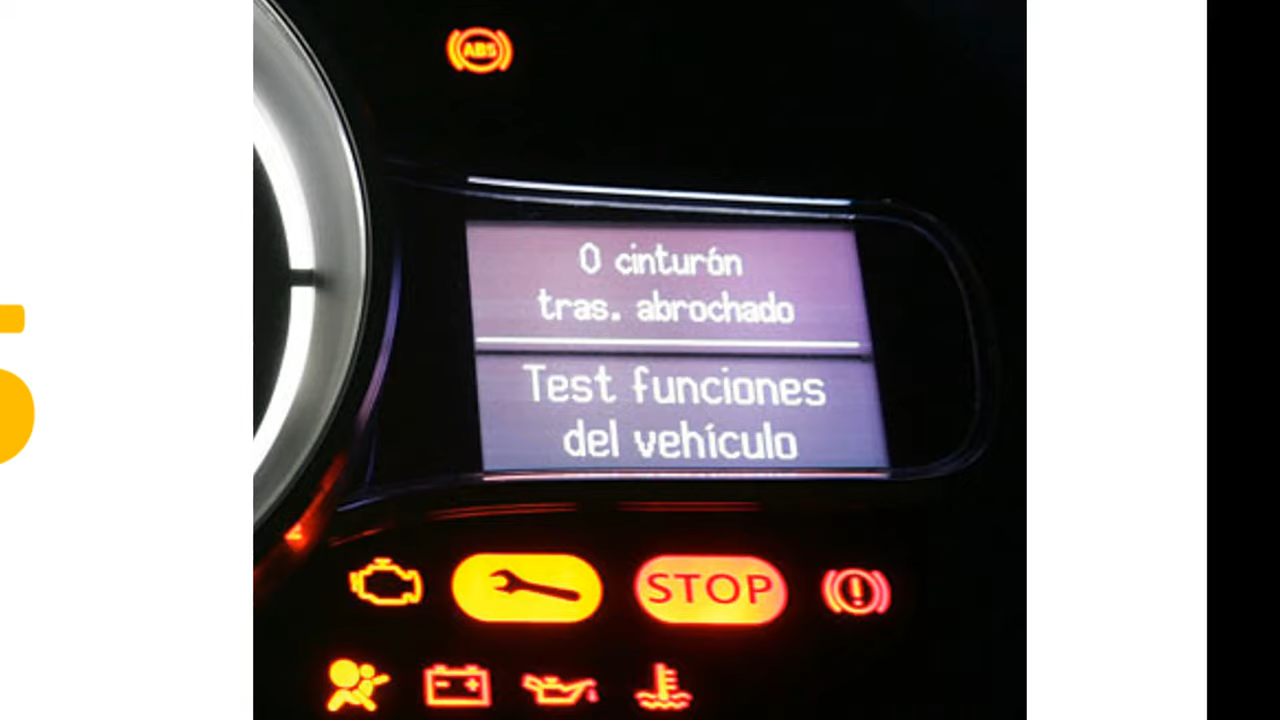 ABS
0 cinturón
tras. abrochado
Test funciones
del vehículo
STOP